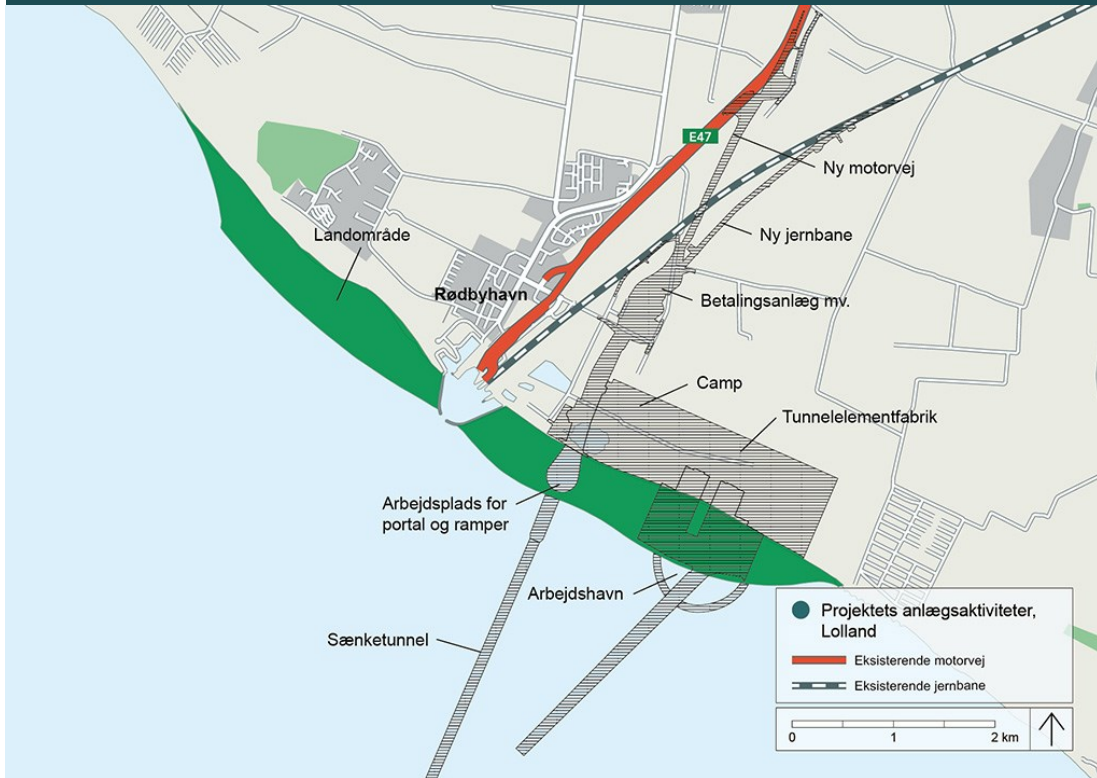 E47
Ny motorvej
Ny jernbane
Landområde
Rødbyhavn
Betalingsanlæg mv.
Camp
Tunnelelementfabrik
Arbejdsplads for
portal og ramper
Arbejdshavn
Sænketunnel
Projektets anlægsaktiviteter,
Lolland
Eksisterende motorvej
Eksisterende jernbane
0 1 2 km